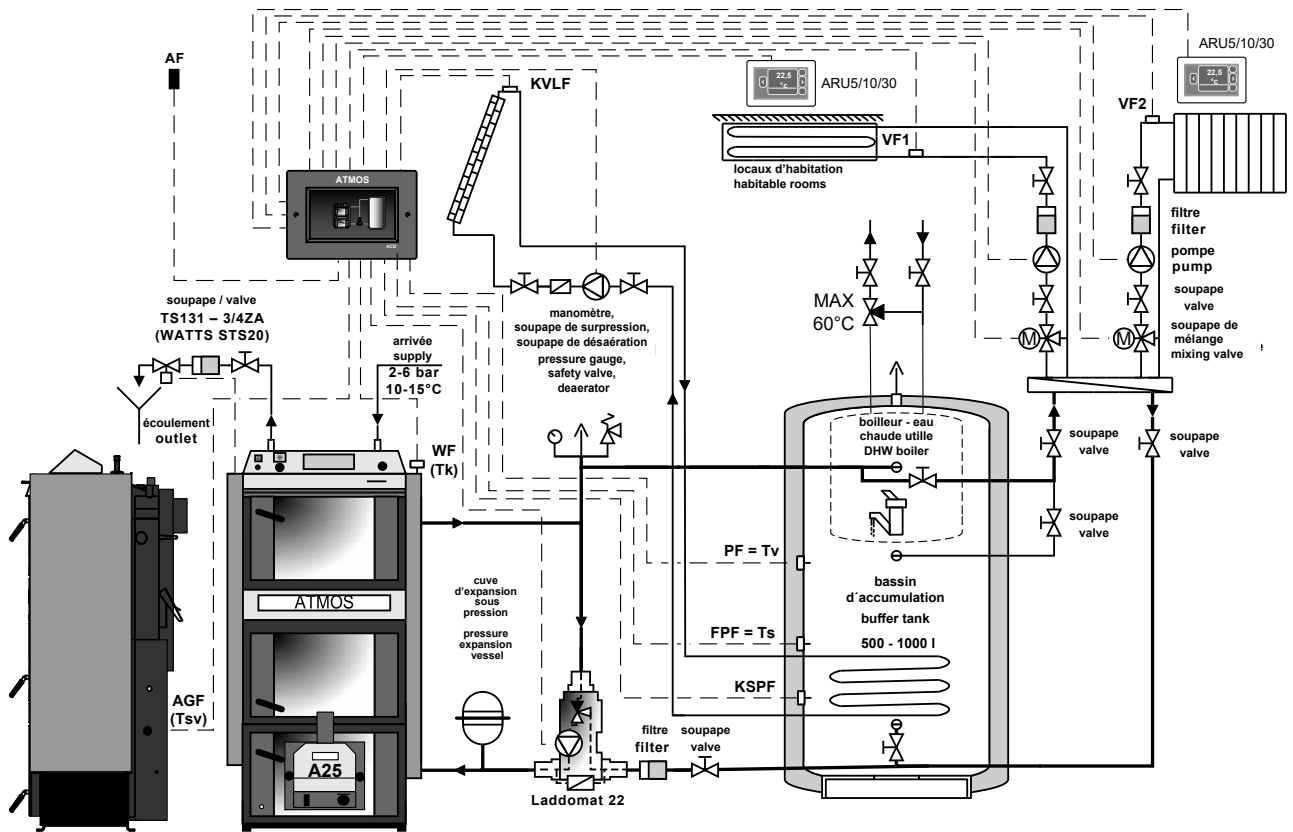 AF
KVLF
22,5
°C
ARU5/10/30
ARU5/10/30
22,5
°C
VF2
VF1
locaux d'habitation
habitable rooms
ATMOS
ACD
filtre
filter
pompe
pump
soupape
valve
soupape de
mélange
mixing valve
M
M
soupape / valve
TS131 – 3/4ZA
(WATTS STS20)
arrivée
supply
2-6 bar
10-15°C
manomètre,
soupape de surpression,
soupape de désaération
pressure gauge,
safety valve,
deaerator
MAX
60°C
écoulement
outlet
WF
(Tk)
boilleur - eau
chaude utille
DHW boiler
soupape
valve
soupape
valve
soupape
valve
PF = Tv
bassin
d´accumulation
buffer tank
500 - 1000 l
FPF = Ts
KSPF
cuve
d'expansion
sous
pression
pressure
expansion
vessel
ATMOS
AGF
(Tsv)
A25
filtre
filter
soupape
valve
Laddomat 22